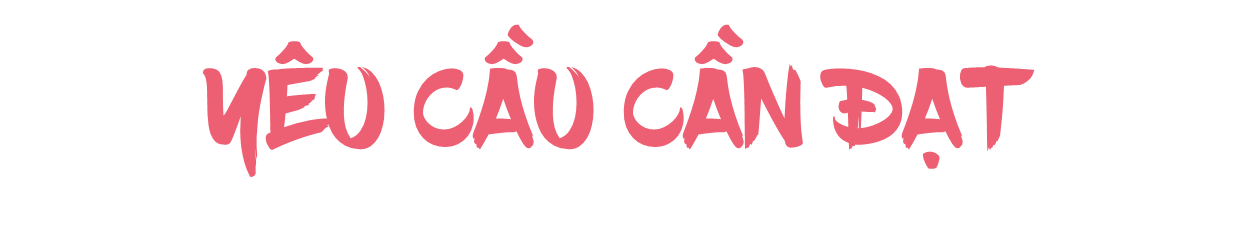 YÊU CẦU CẦN ĐẠT